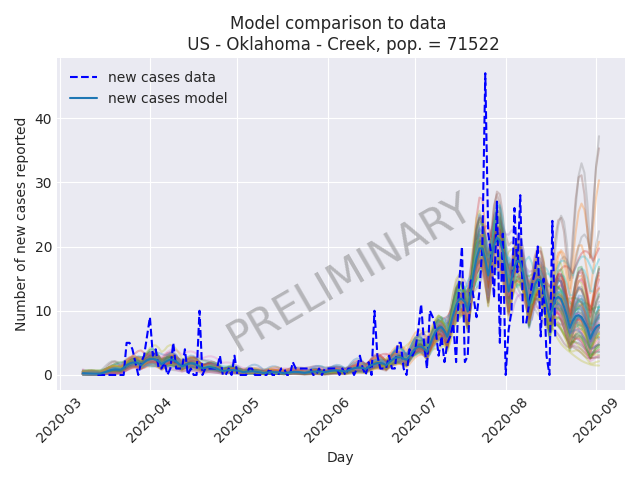 Model comparison to data
US - Oklahoma - Creek, pop. = 71522
new cases data
new cases model
PRELIMINARY
Number of new cases reported
40
30
20
10
0
2020-03
2020-04
2020-05
2020-06
2020-07
2020-08
2020-09
Day